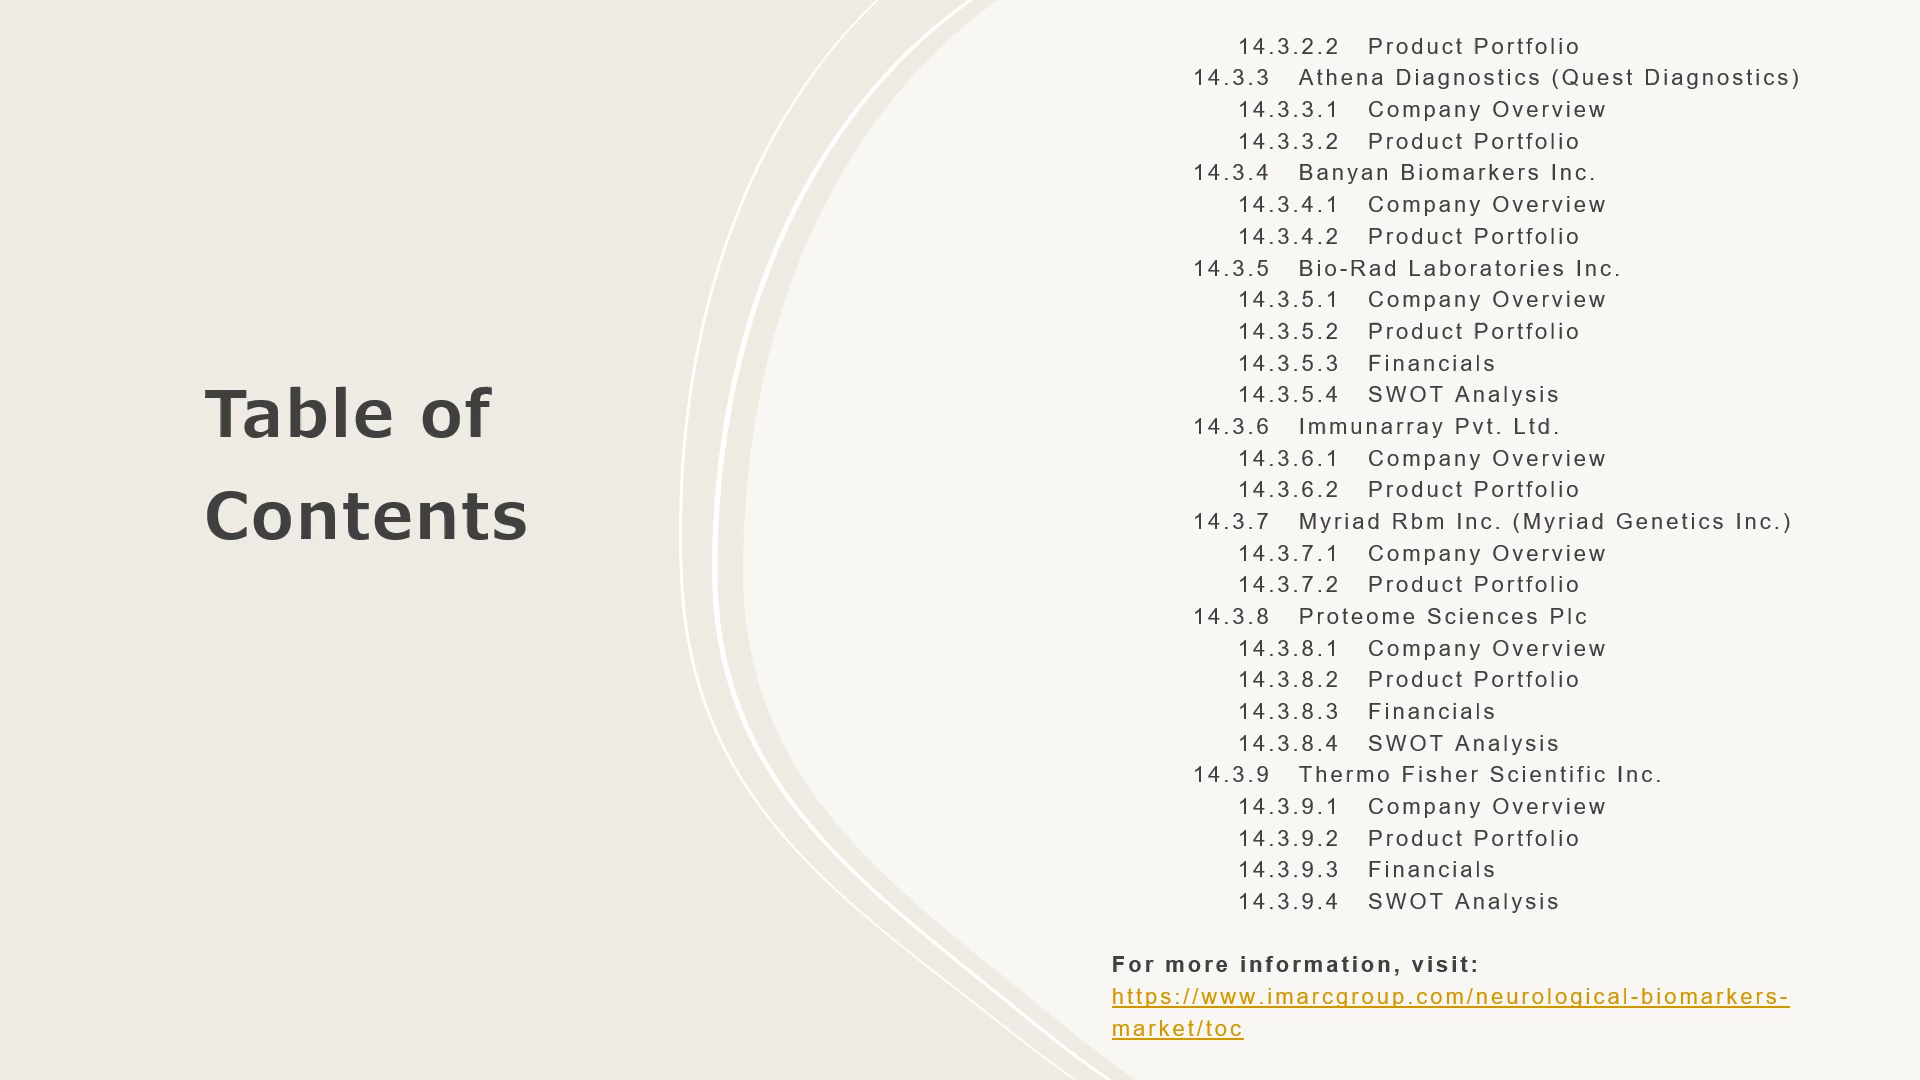 Table of
Contents
14.3.2.2 Product Portfolio
14.3.3 Athena Diagnostics (Quest Diagnostics)
14.3.3.1 Company Overview
14.3.3.2 Product Portfolio
14.3.4 Banyan Biomarkers Inc.
14.3.4.1 Company Overview
14.3.4.2 Product Portfolio
14.3.5 Bio-Rad Laboratories Inc.
14.3.5.1 Company Overview
14.3.5.2 Product Portfolio
14.3.5.3 Financials
14.3.5.4 SWOT Analysis
14.3.6 Immunarray Pvt. Ltd.
14.3.6.1 Company Overview
14.3.6.2 Product Portfolio
14.3.7 Myriad Rbm Inc. (Myriad Genetics Inc.)
14.3.7.1 Company Overview
14.3.7.2 Product Portfolio
14.3.8 Proteome Sciences Plc
14.3.8.1 Company Overview
14.3.8.2 Product Portfolio
14.3.8.3 Financials
14.3.8.4 SWOT Analysis
14.3.9 Thermo Fisher Scientific Inc.
14.3.9.1 Company Overview
14.3.9.2 Product Portfolio
14.3.9.3 Financials
14.3.9.4 SWOT Analysis
For more information, visit:
https://www.imarcgroup.com/neurological-biomarkers-
market/toc